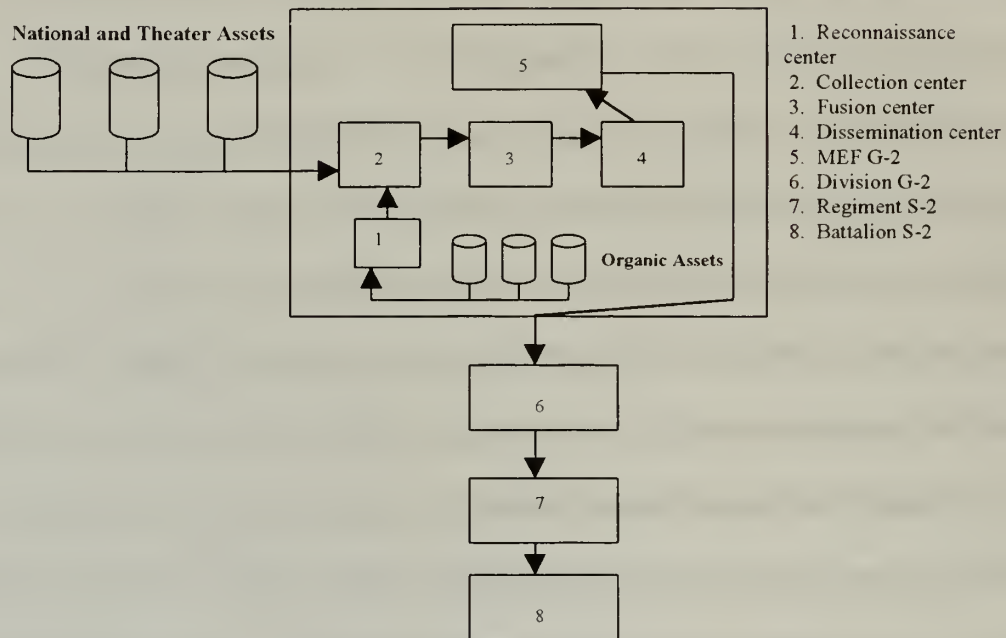 National and Theater Assets
5
2
3
4
1
Organic Assets
6
7
8
1. Reconnaissance
center
2. Collection center
3. Fusion center
4. Dissemination center
5. MEF G-2
6. Division G-2
7. Regiment S-2
8. Battalion S-2